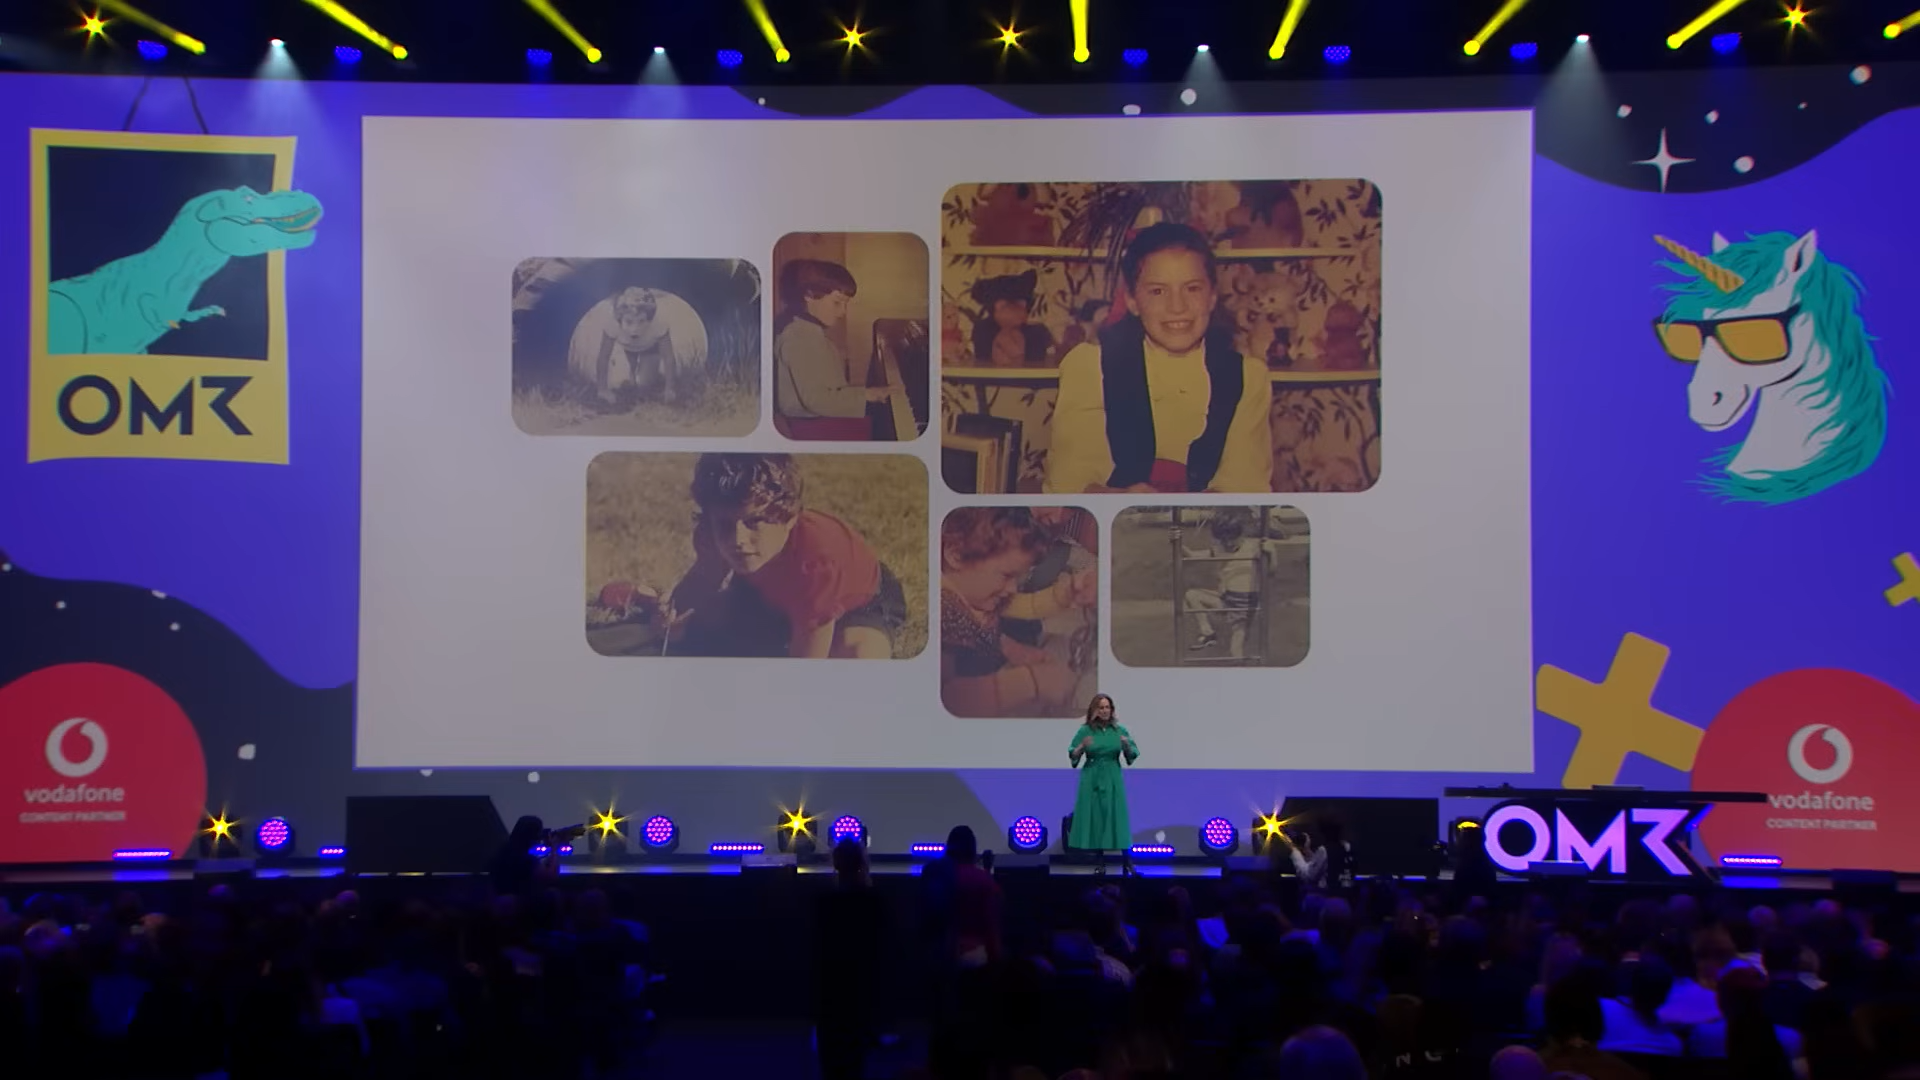 OMR
vodafone
CONTENT PARTNER
OMR
vodafone
CONTENT PARTNER